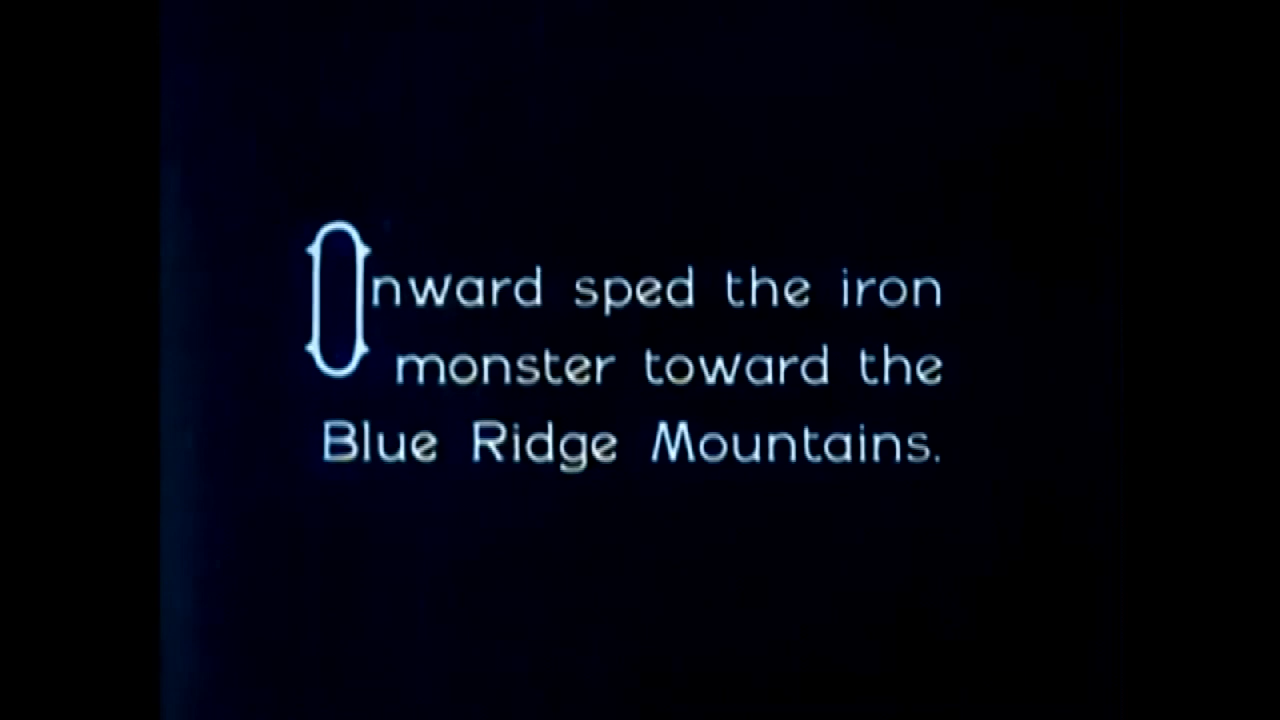 Onward sped the iron
monster toward the
Blue Ridge Mountains.